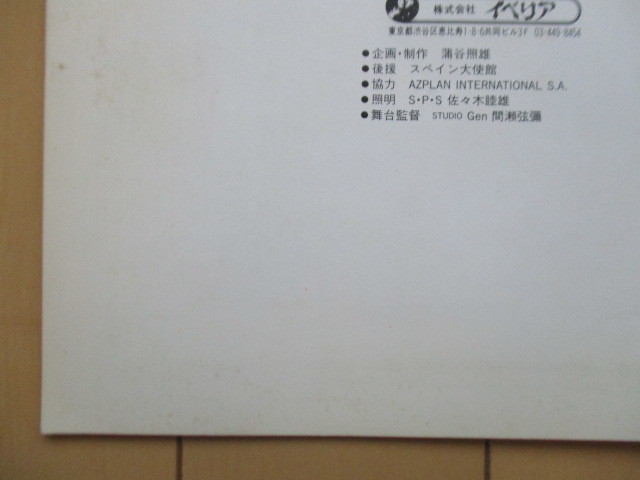 株式会社 イベリア
東京都渋谷区恵比寿1-8-6共同ビル3F 03-449-8454
●企画・制作 蒲谷照雄
●後援 スペイン大使館
●協力 AZPLAN INTERNATIONAL S.A.
●照明 S・P・S 佐々木睦雄
●舞台監督 STUDIO Gen 間瀬弦彌